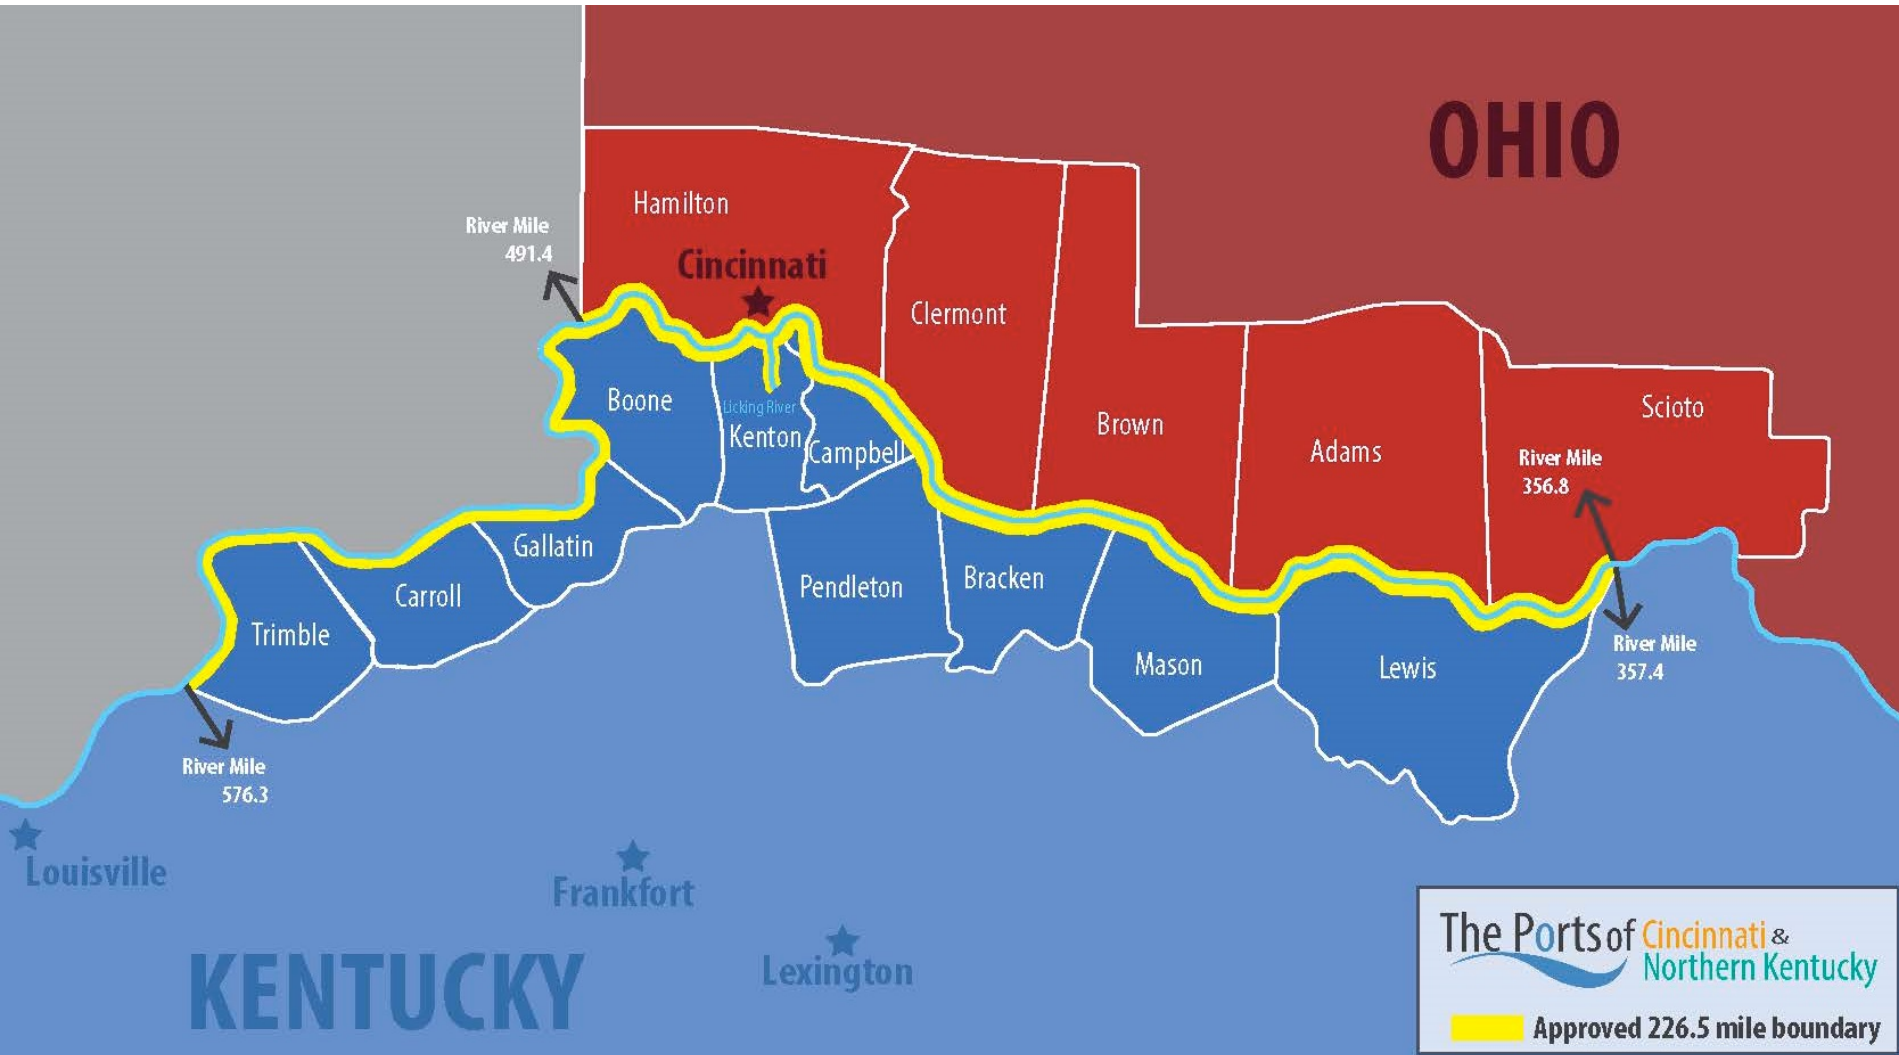 OHIO
Hamilton
River Mile
491.4
Cincinnati
Clermont
Boone
Licking River
Kenton
Campbell
Brown
Adams
Scioto
River Mile
356.8
Gallatin
Carroll
Trimble
Pendleton
Bracken
Mason
Lewis
River Mile
357.4
River Mile
576.3
Louisville
Frankfort
Lexington
KENTUCKY
The Ports of Cincinnati &
Northern Kentucky
Approved 226.5 mile boundary